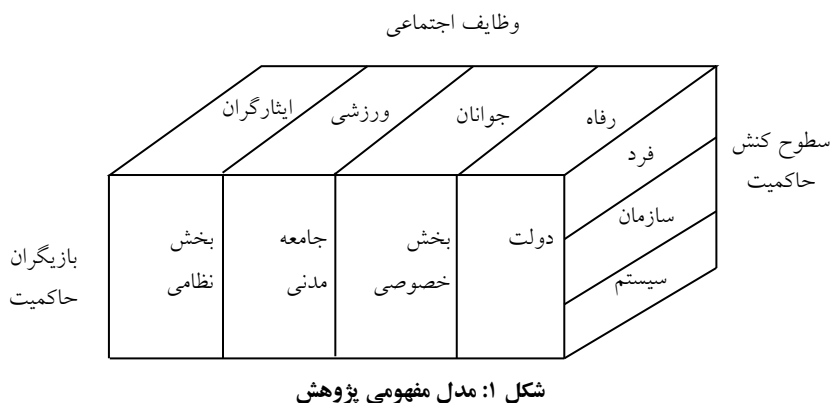 وظایف اجتماعی
رفاه
جوانان
ورزشی
ایثارگران
فرد
سازمان
سیستم
سطوح کنش
حاکمیت
دولت
بخش
خصوصی
جامعه
مدنی
بخش
نظامی
بازیگران
حاکمیت
شکل ۱: مدل مفهومی پژوهش